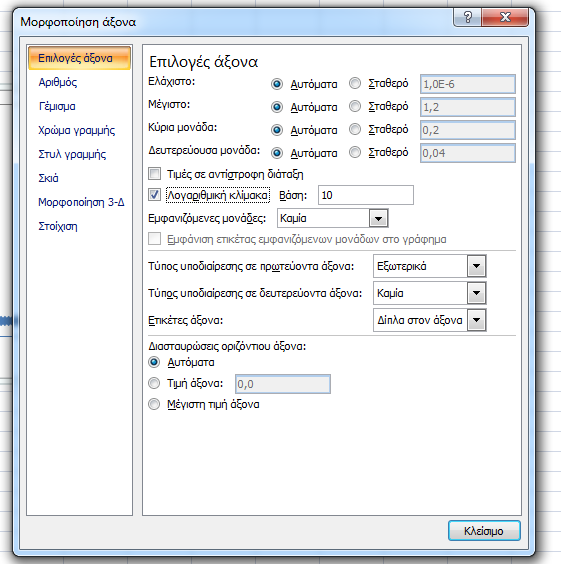 Μορφοποίηση άξονα
Επιλογές άξονα
Αριθμός
Γέμισμα
Χρώμα γραμμής
Στυλ γραμμής
Σκιά
Μορφοποίηση 3-Δ
Στοίχιση
Επιλογές άξονα
Ελάχιστο: Αυτόματα Σταθερό 1,0E-6
Μέγιστο: Αυτόματα Σταθερό 1,2
Κύρια μονάδα: Αυτόματα Σταθερό 0,2
Δευτερεύουσα μονάδα: Αυτόματα Σταθερό 0,04
Τιμές σε αντίστροφη διάταξη
Λογαριθμική κλίμακα Βάση: 10
Εμφανιζόμενες μονάδες: Καμία
Εμφάνιση ετικέτας εμφανιζόμενων μονάδων στο γράφημα
Τύπος υποδιαίρεσης σε πρωτεύοντα άξονα: Εξωτερικά
Τύπος υποδιαίρεσης σε δευτερεύοντα άξονα: Καμία
Ετικέτες άξονα: Δίπλα στον άξονα
Διασταυρώσεις οριζόντιου άξονα:
Αυτόματα
Τιμή άξονα: 0,0
Μέγιστη τιμή άξονα
Κλείσιμο